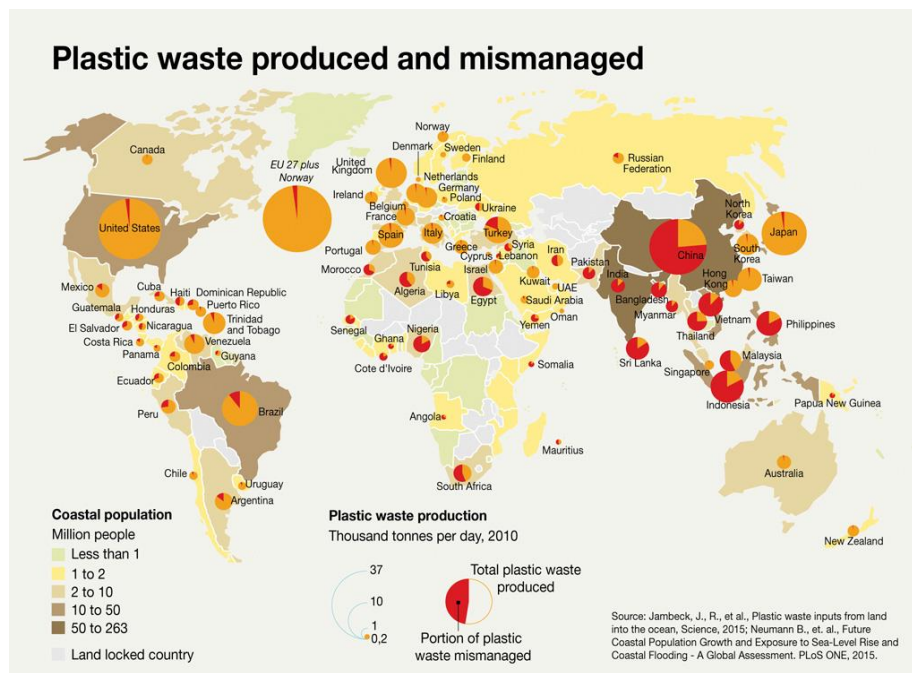 Plastic waste produced and mismanaged
Norway
Denmark
Sweden
Finland
Canada
EU 27 plus
Norway
United
Kingdom
Netherlands
Germany
Poland
Russian
Federation
Ireland
Belgium
France
Ukraine
Croatia
North
Korea
United States
Spain
Italy
Turkey
Japan
Portugal
Greece
Syria
Cyprus
Lebanon
Iran
China
South
Korea
Morocco
Tunisia
Israel
Pakistan
India
Hong
Kong
Taiwan
Mexico
Cuba
Haiti
Dominican Republic
Puerto Rico
Algeria
Libya
Egypt
Kuwait
UAE
Saudi Arabia
Oman
Bangladesh
Myanmar
Guatemala
Honduras
El Salvador
Nicaragua
Trinidad
and Tobago
Senegal
Nigeria
Yemen
Thailand
Vietnam
Philippines
Costa Rica
Panama
Venezuela
Guyana
Colombia
Ghana
Cote d'Ivoire
Somalia
Sri Lanka
Singapore
Malaysia
Ecuador
Indonesia
Papua New Guinea
Peru
Brazil
Angola
Mauritius
Chile
Uruguay
Argentina
South Africa
Australia
New Zealand
Coastal population
Million people
Less than 1
1 to 2
2 to 10
10 to 50
50 to 263
Land locked country
Plastic waste production
Thousand tonnes per day, 2010
37
10
1
0,2
Total plastic waste
produced
Portion of plastic
waste mismanaged
Source: Jambeck, J., R., et al., Plastic waste inputs from land
into the ocean, Science, 2015; Neumann B., et. al., Future
Coastal Population Growth and Exposure to Sea-Level Rise and
Coastal Flooding - A Global Assessment. PLoS ONE, 2015.